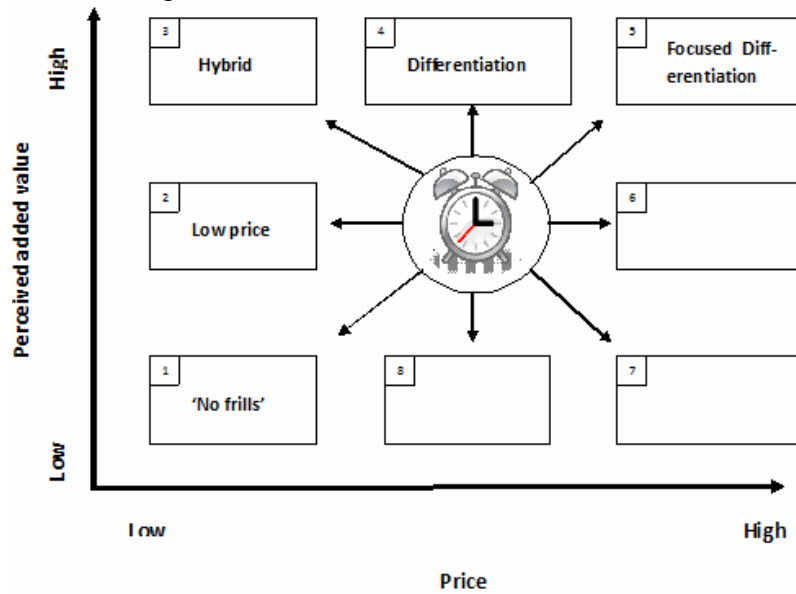 3
Hybrid
4
Differentiation
5
Focused Diff-
erentiation
High
Perceived added value
2
Low price
6
1
'No frills'
8
7
Low
Low
High
Price